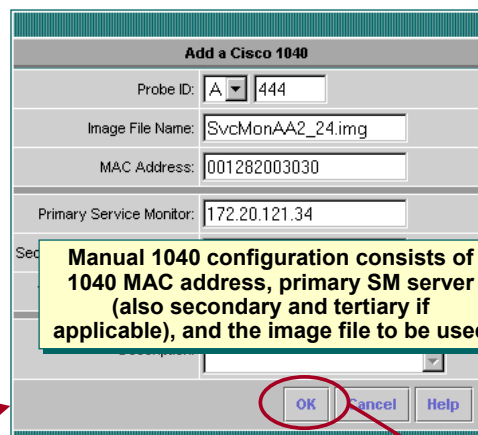 Add a Cisco 1040
Probe ID: A 444
Image File Name: SvcMonAA2_24.img
MAC Address: 001282003030
Primary Service Monitor: 172.20.121.34
Sec
Manual 1040 configuration consists of
1040 MAC address, primary SM server
(also secondary and tertiary if
applicable), and the image file to be used
OK Cancel Help